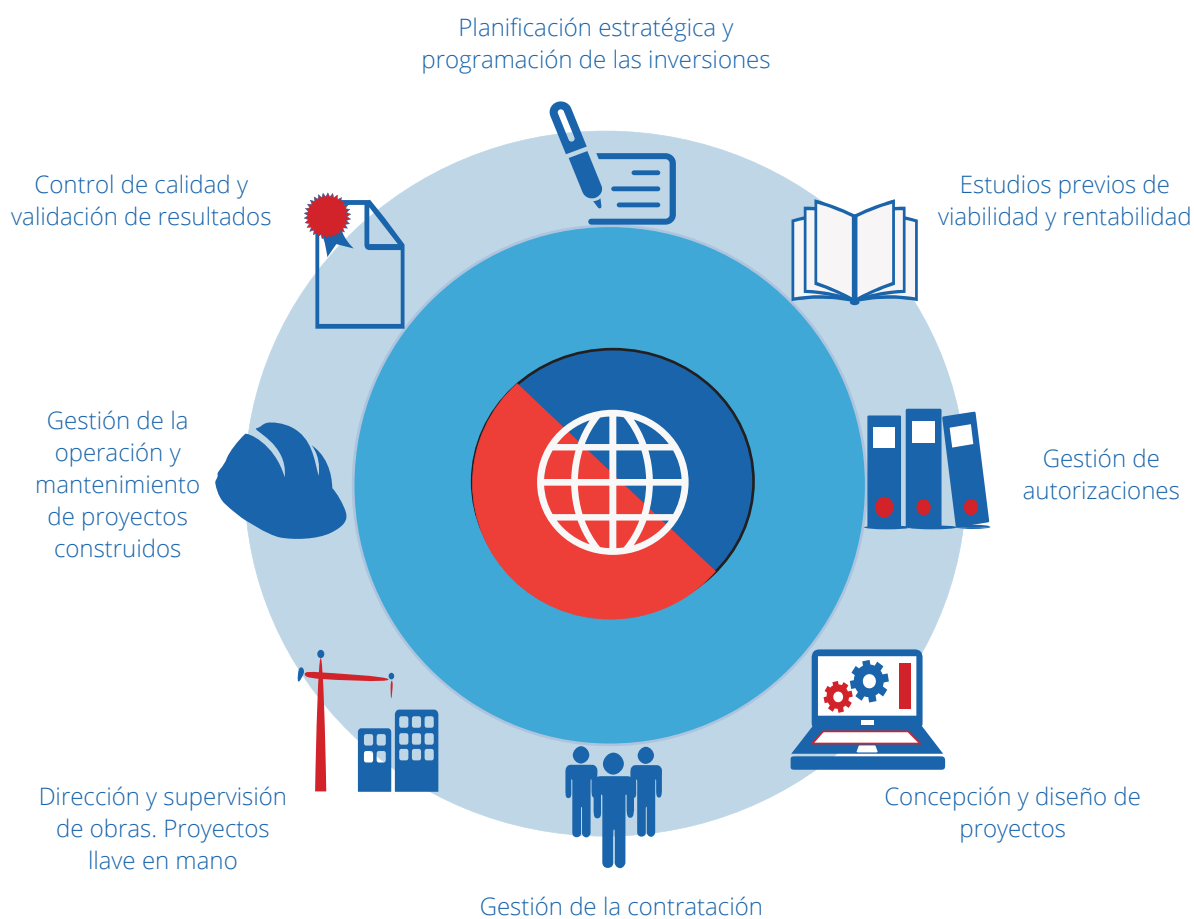 Planificación estratégica y
programación de las inversiones
Estudios previos de
viabilidad y rentabilidad
Gestión de
autorizaciones
Concepción y diseño de
proyectos
Gestión de la contratación
Dirección y supervisión
de obras. Proyectos
llave en mano
Gestión de la
operación y
mantenimiento
de proyectos
construidos
Control de calidad y
validación de resultados